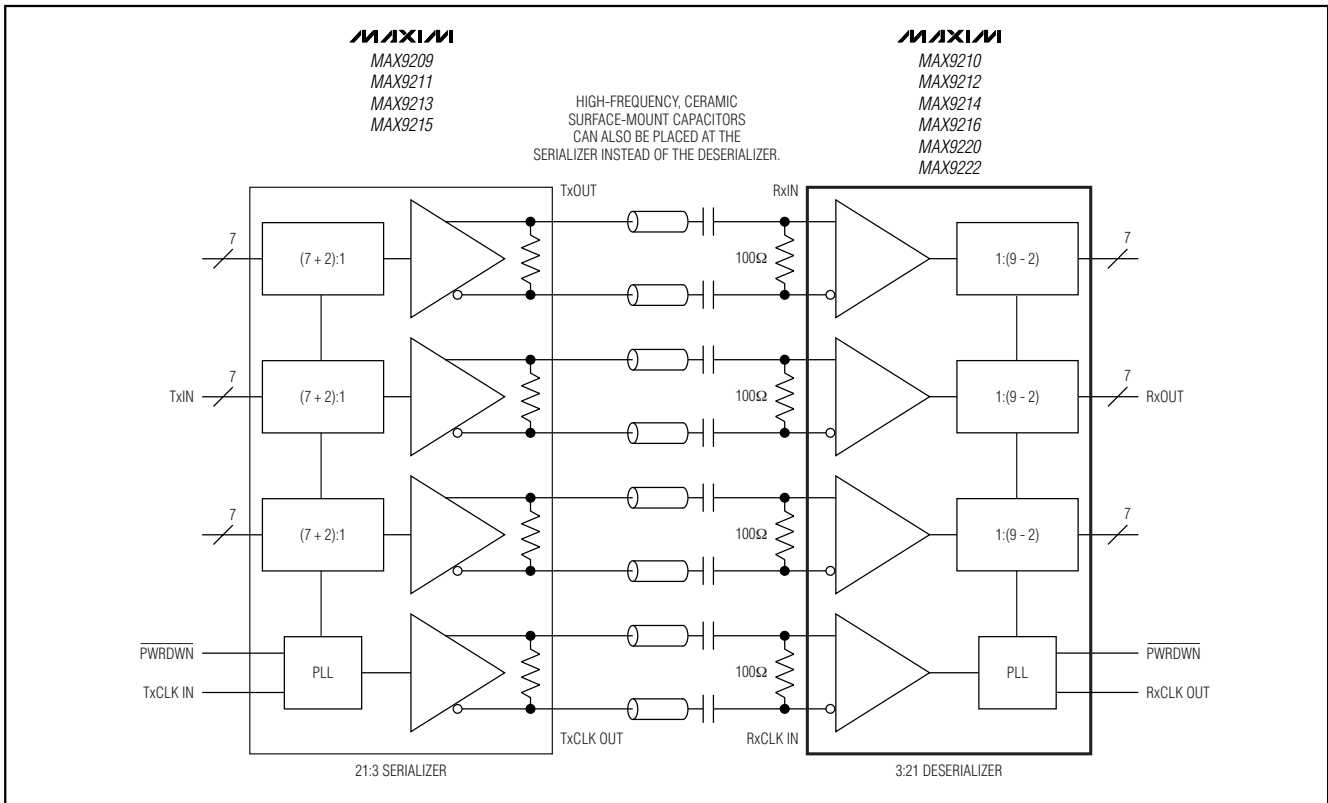 MAXIM
MAX9209
MAX9211
MAX9213
MAX9215
MAXIM
MAX9210
MAX9212
MAX9214
MAX9216
MAX9220
MAX9222
HIGH-FREQUENCY, CERAMIC
SURFACE-MOUNT CAPACITORS
CAN ALSO BE PLACED AT THE
SERIALIZER INSTEAD OF THE DESERIALIZER.
TxOUT
RxIN
7
(7 + 2):1
100Ω
1:(9 - 2)
7
TxIN
7
(7 + 2):1
100Ω
1:(9 - 2)
7
RxOUT
7
(7 + 2):1
100Ω
1:(9 - 2)
7
PWRDWN
TxCLK IN
PLL
100Ω
PLL
PWRDWN
RxCLK OUT
TxCLK OUT
RxCLK IN
21:3 SERIALIZER
3:21 DESERIALIZER